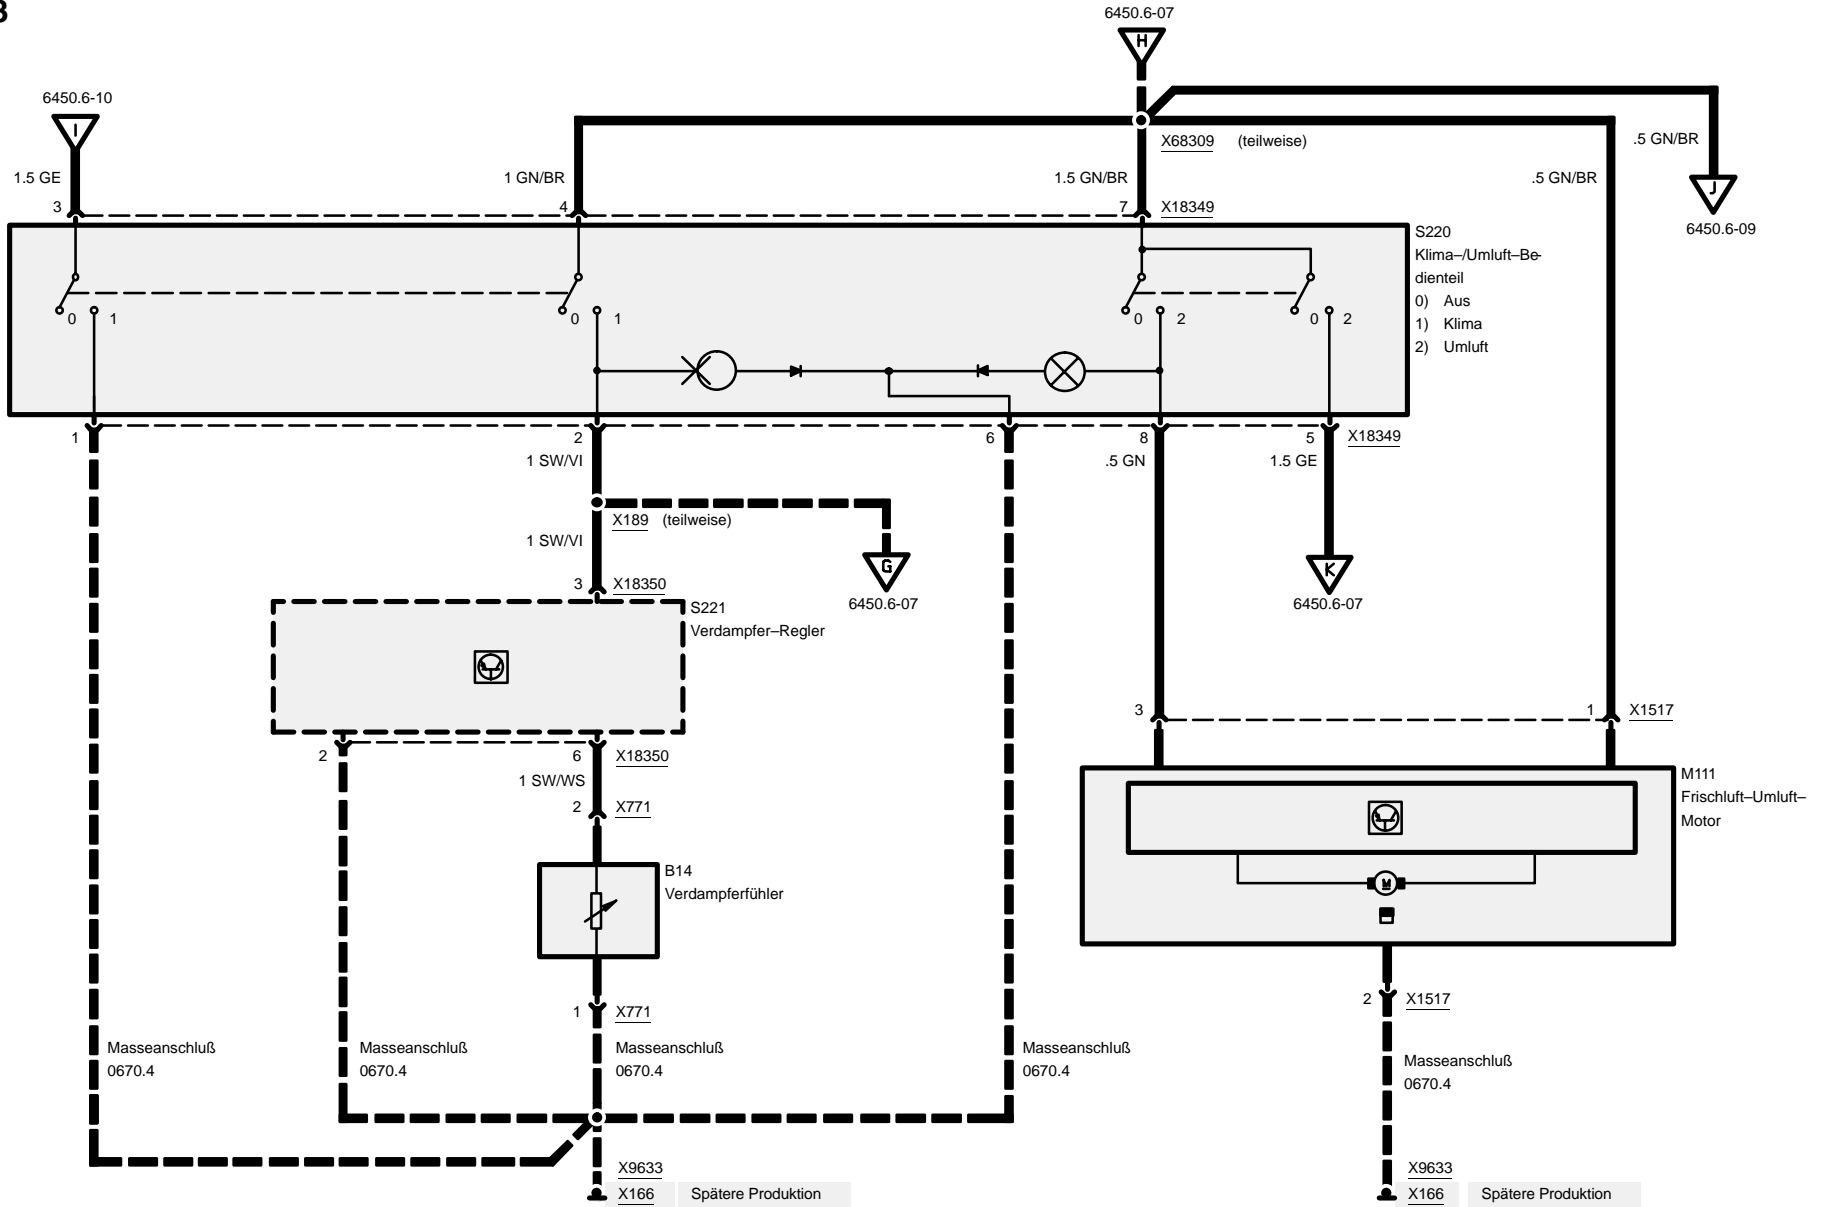 6450.6-07
H
6450.6-10
I
X68309 (teilweise)
.5 GN/BR
J
6450.6-09
1.5 GE
1 GN/BR
1.5 GN/BR
.5 GN/BR
3
4
7
X18349
S220
Klima–/Umluft–Be-
dienteil
0) Aus
1) Klima
2) Umluft
0 1
0 1
0 2
0 2
1
2
6
8
5
X18349
1 SW/VI
.5 GN
1.5 GE
X189 (teilweise)
1 SW/VI
G
6450.6-07
K
6450.6-07
3
X18350
S221
Verdampfer–Regler
3
1
X1517
2
6
X18350
1 SW/WS
2
X771
M111
Frischluft–Umluft–
Motor
M
B14
Verdampferfühler
2
X1517
1
X771
Masseanschluß
0670.4
Masseanschluß
0670.4
Masseanschluß
0670.4
Masseanschluß
0670.4
Masseanschluß
0670.4
X9633
X166 Spätere Produktion
X9633
X166 Spätere Produktion